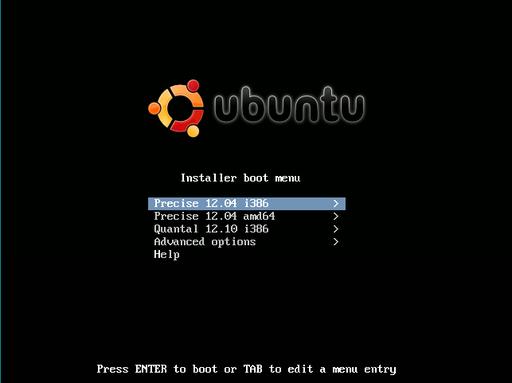 ubuntu
Installer boot menu
Precise 12.04 i386 >
Precise 12.04 amd64 >
Quantal 12.10 i386 >
Advanced options >
Help
Press ENTER to boot or TAB to edit a menu entry